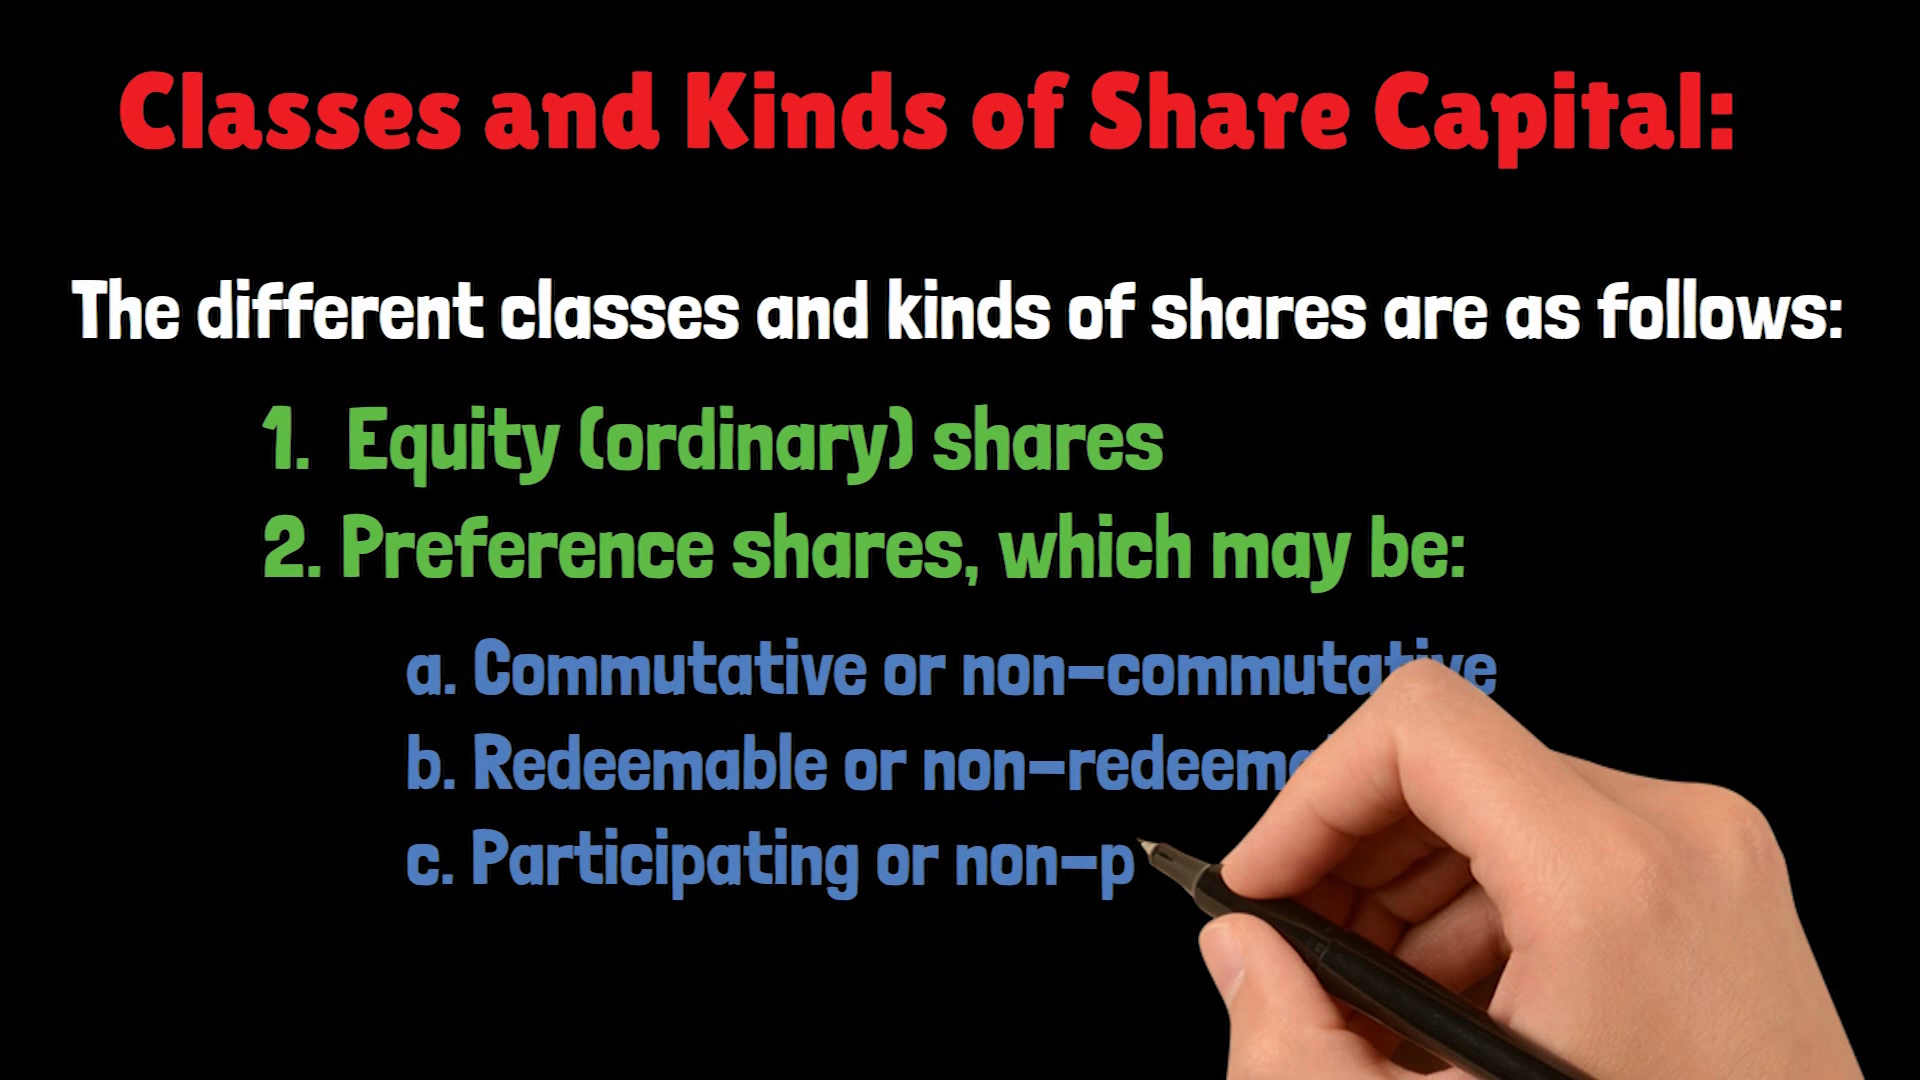 Classes and Kinds of Share Capital:
The different classes and kinds of shares are as follows:
1. Equity (ordinary) shares
2. Preference shares, which may be:
a. Commutative or non-commutative
b. Redeemable or non-redeema
c. Participating or non-p